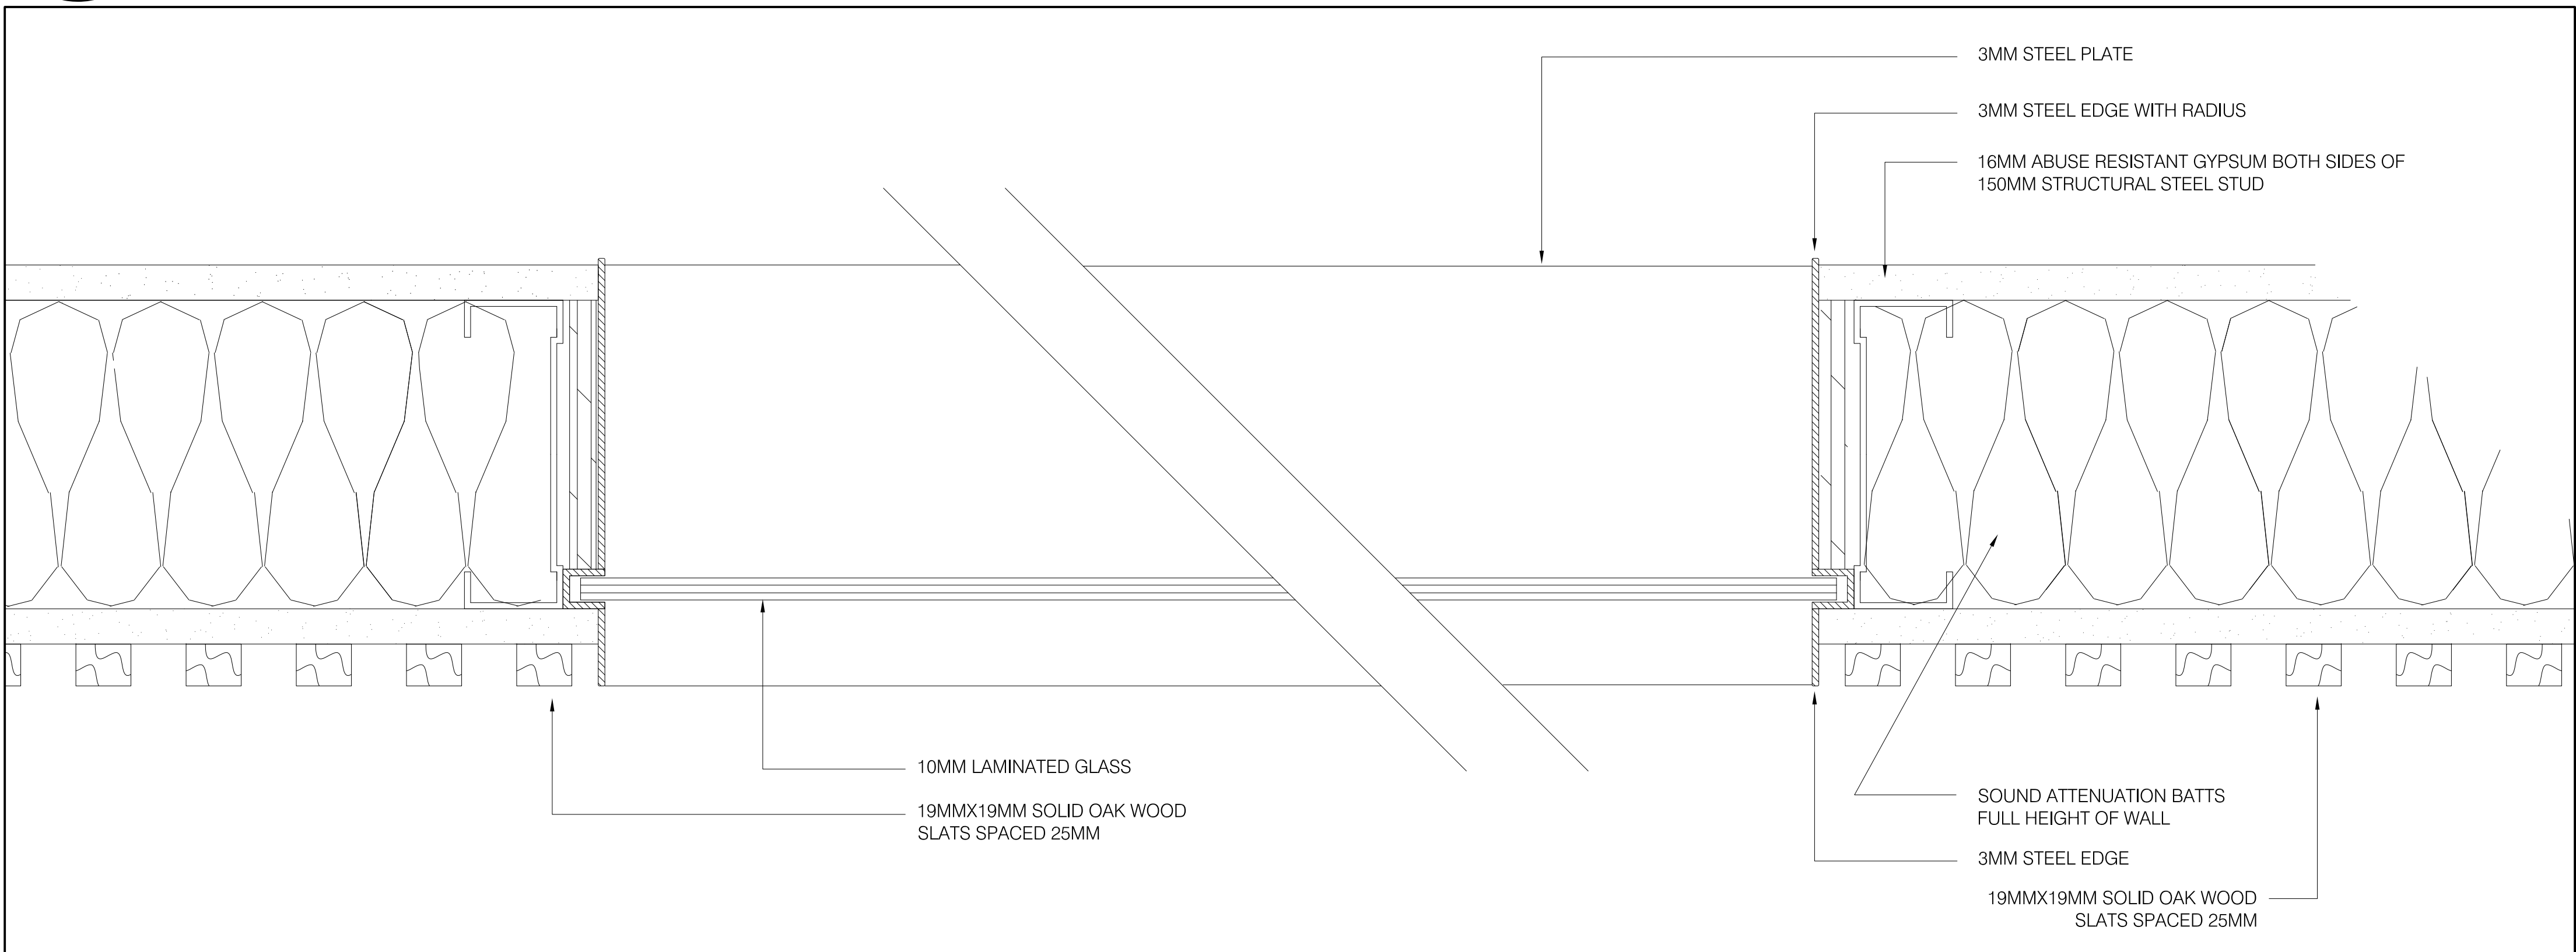 3MM STEEL PLATE
3MM STEEL EDGE WITH RADIUS
16MM ABUSE RESISTANT GYPSUM BOTH SIDES OF
150MM STRUCTURAL STEEL STUD
10MM LAMINATED GLASS
19MMX19MM SOLID OAK WOOD
SLATS SPACED 25MM
SOUND ATTENUATION BATTS
FULL HEIGHT OF WALL
3MM STEEL EDGE
19MMX19MM SOLID OAK WOOD
SLATS SPACED 25MM